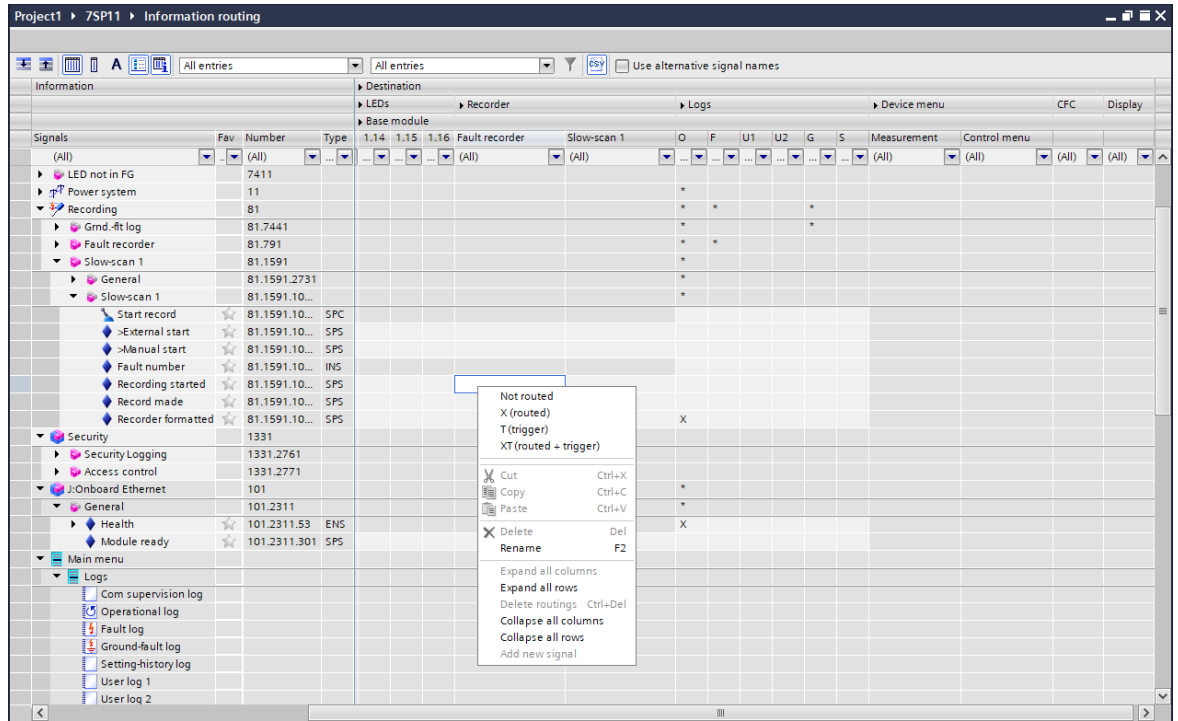 Project1 ▸ 7SP11 ▸ Information routing
A All entries All entries csv Use alternative signal names
Information Destination
LEDs Recorder Logs Device menu CFC Display
Base module
Signals Fav Number Type 1.14 1.15 1.16 Fault recorder Slow-scan 1 O F U1 U2 G S Measurement Control menu
(All) ... (All) ... ... ... ... (All) (All) ... ... ... ... ... ... (All) (All) (All) (All)
LED not in FG 7411
Power system 11 *
Recording 81 * * *
Grnd.-flt log 81.7441 * *
Fault recorder 81.791 * *
Slow-scan 1 81.1591 *
General 81.1591.2731 *
Slow-scan 1 81.1591.10... *
Start record 81.1591.10... SPC
>External start 81.1591.10... SPS
>Manual start 81.1591.10... SPS
Fault number 81.1591.10... INS
Recording started 81.1591.10... SPS
Record made 81.1591.10... SPS
Recorder formatted 81.1591.10... SPS X
Security 1331
Security Logging 1331.2761
Access control 1331.2771
J:Onboard Ethernet 101 *
General 101.2311 *
Health 101.2311.53 ENS X
Module ready 101.2311.301 SPS
Main menu
Logs
Com supervision log
Operational log
Fault log
Ground-fault log
Setting-history log
User log 1
User log 2
Not routed
X (routed)
T (trigger)
XT (routed + trigger)
Cut Ctrl+X
Copy Ctrl+C
Paste Ctrl+V
Delete Del
Rename F2
Expand all columns
Expand all rows
Delete routings Ctrl+Del
Collapse all columns
Collapse all rows
Add new signal